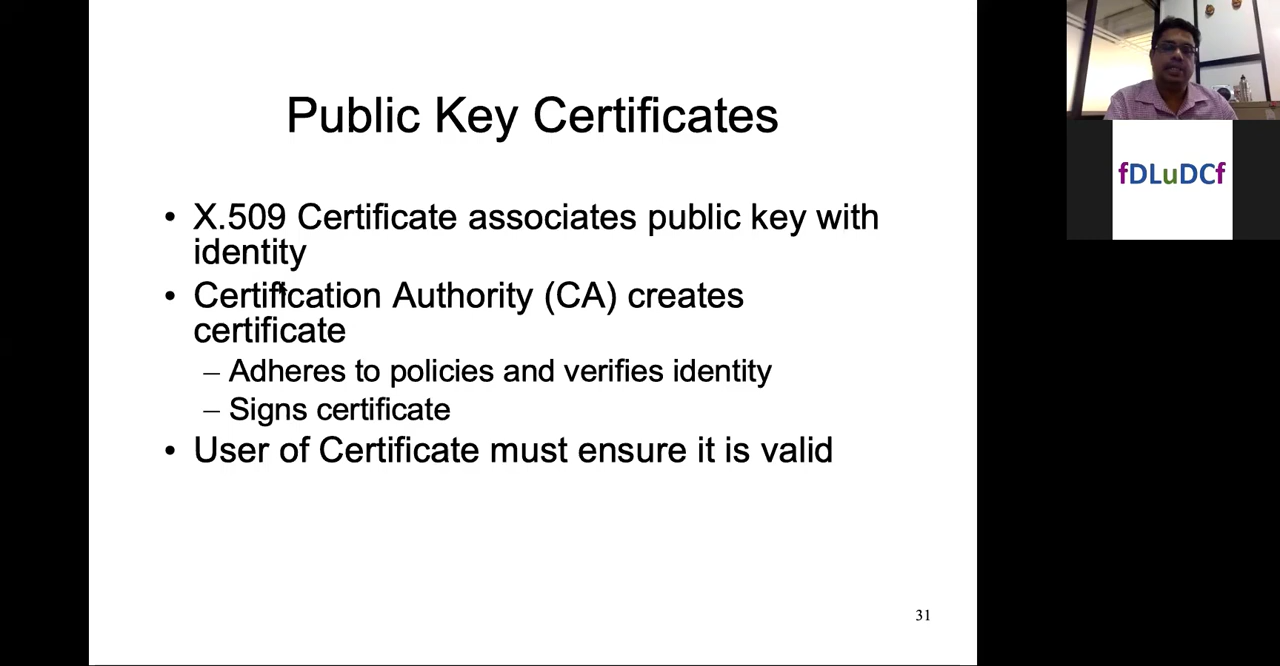 Public Key Certificates
• X.509 Certificate associates public key with
identity
• Certification Authority (CA) creates
certificate
– Adheres to policies and verifies identity
– Signs certificate
• User of Certificate must ensure it is valid
31
fDLuDCf